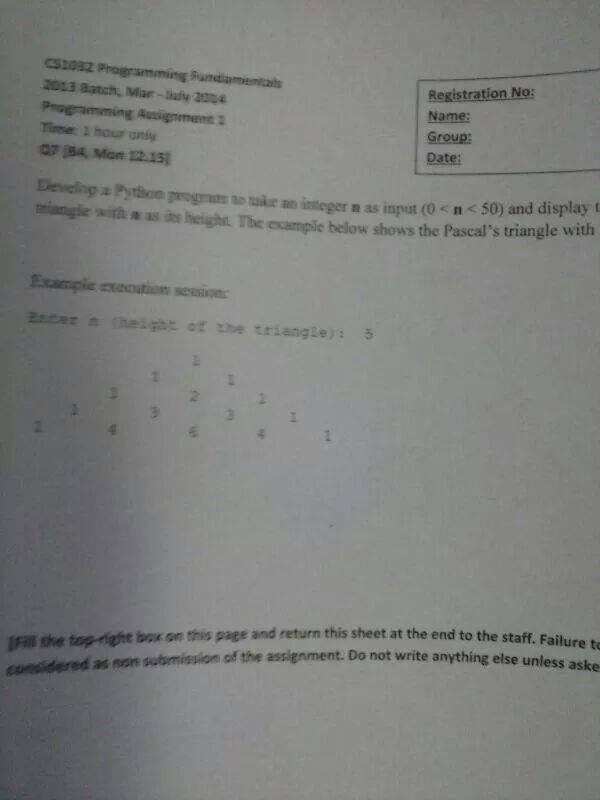 CS1032 Programming Fundamentals
2013 Batch, Mar - July 2014
Programming Assignment 1
Time: 1 hour only
Q7 [B4, Mon 12.15]
Registration No:
Name:
Group:
Date:
Develop a Python program to take an integer n as input (0 < n < 50) and display t
triangle with n as its height. The example below shows the Pascal's triangle with
Example execution session:
Enter n (height of the triangle): 5
1
1 1
1 2 1
1 3 3 1
1 4 6 4 1
[Fill the top-right box on this page and return this sheet at the end to the staff. Failure to
considered as non submission of the assignment. Do not write anything else unless aske